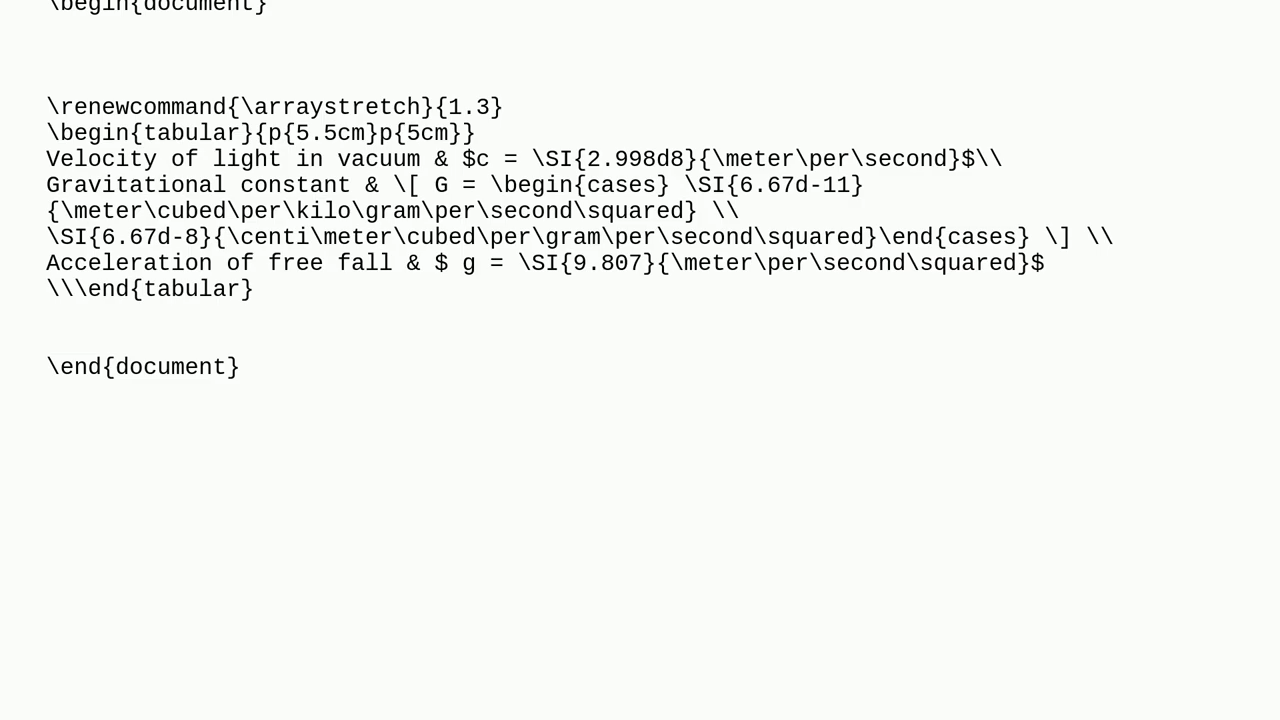 \begin{document}
\renewcommand{\arraystretch}{1.3}
\begin{tabular}{p{5.5cm}p{5cm}}
Velocity of light in vacuum & $c = \SI{2.998d8}{\meter\per\second}$\\
Gravitational constant & \[ G = \begin{cases} \SI{6.67d-11}
{\meter\cubed\per\kilo\gram\per\second\squared} \\
\SI{6.67d-8}{\centi\meter\cubed\per\gram\per\second\squared}\end{cases} \] \\
Acceleration of free fall & $ g = \SI{9.807}{\meter\per\second\squared}$
\\\end{tabular}
\end{document}